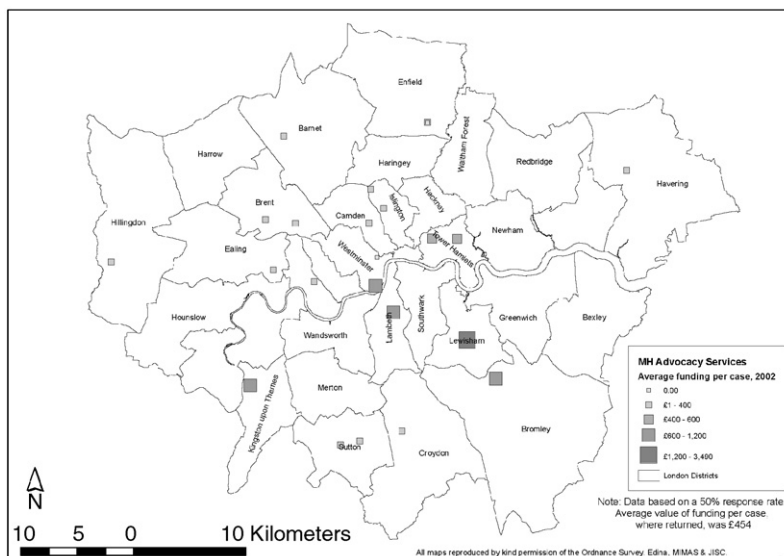 Enfield
Barnet
Harrow
Haringey
Waltham Forest
Redbridge
Havering
Hillingdon
Brent
Camden
Islington
Hackney
Newham
Ealing
Westminster
Tower Hamlets
Hounslow
Wandsworth
Lambeth
Southwark
Lewisham
Greenwich
Bexley
Kingston upon Thames
Merton
Sutton
Croydon
Bromley
MH Advocacy Services
Average funding per case, 2002
0.00
£1 - 400
£400 - 600
£600 - 1,200
£1,200 - 3,490
London Districts
Note: Data based on a 50% response rate
Average value of funding per case,
where returned, was £454
N
10 5 0 10 Kilometers
All maps reproduced by kind permission of the Ordnance Survey, Edina, MIMAS & JISC.